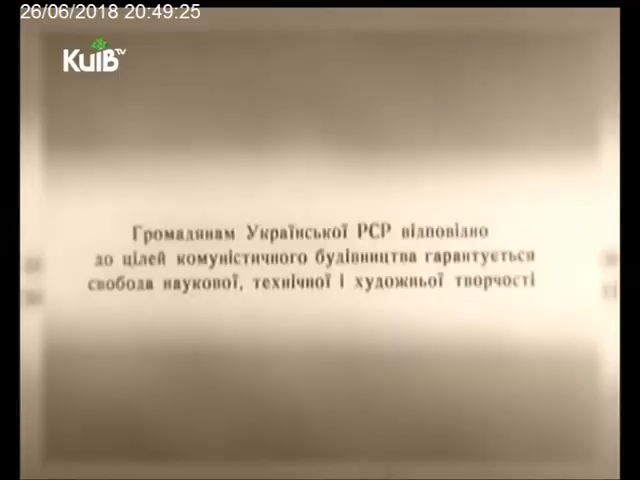 26/06/2018 20:49:25
КиїВ TV
Громадянам Української РСР відповідно
до цілей комуністичного будівництва гарантується
свобода наукової, технічної і художньої творчості